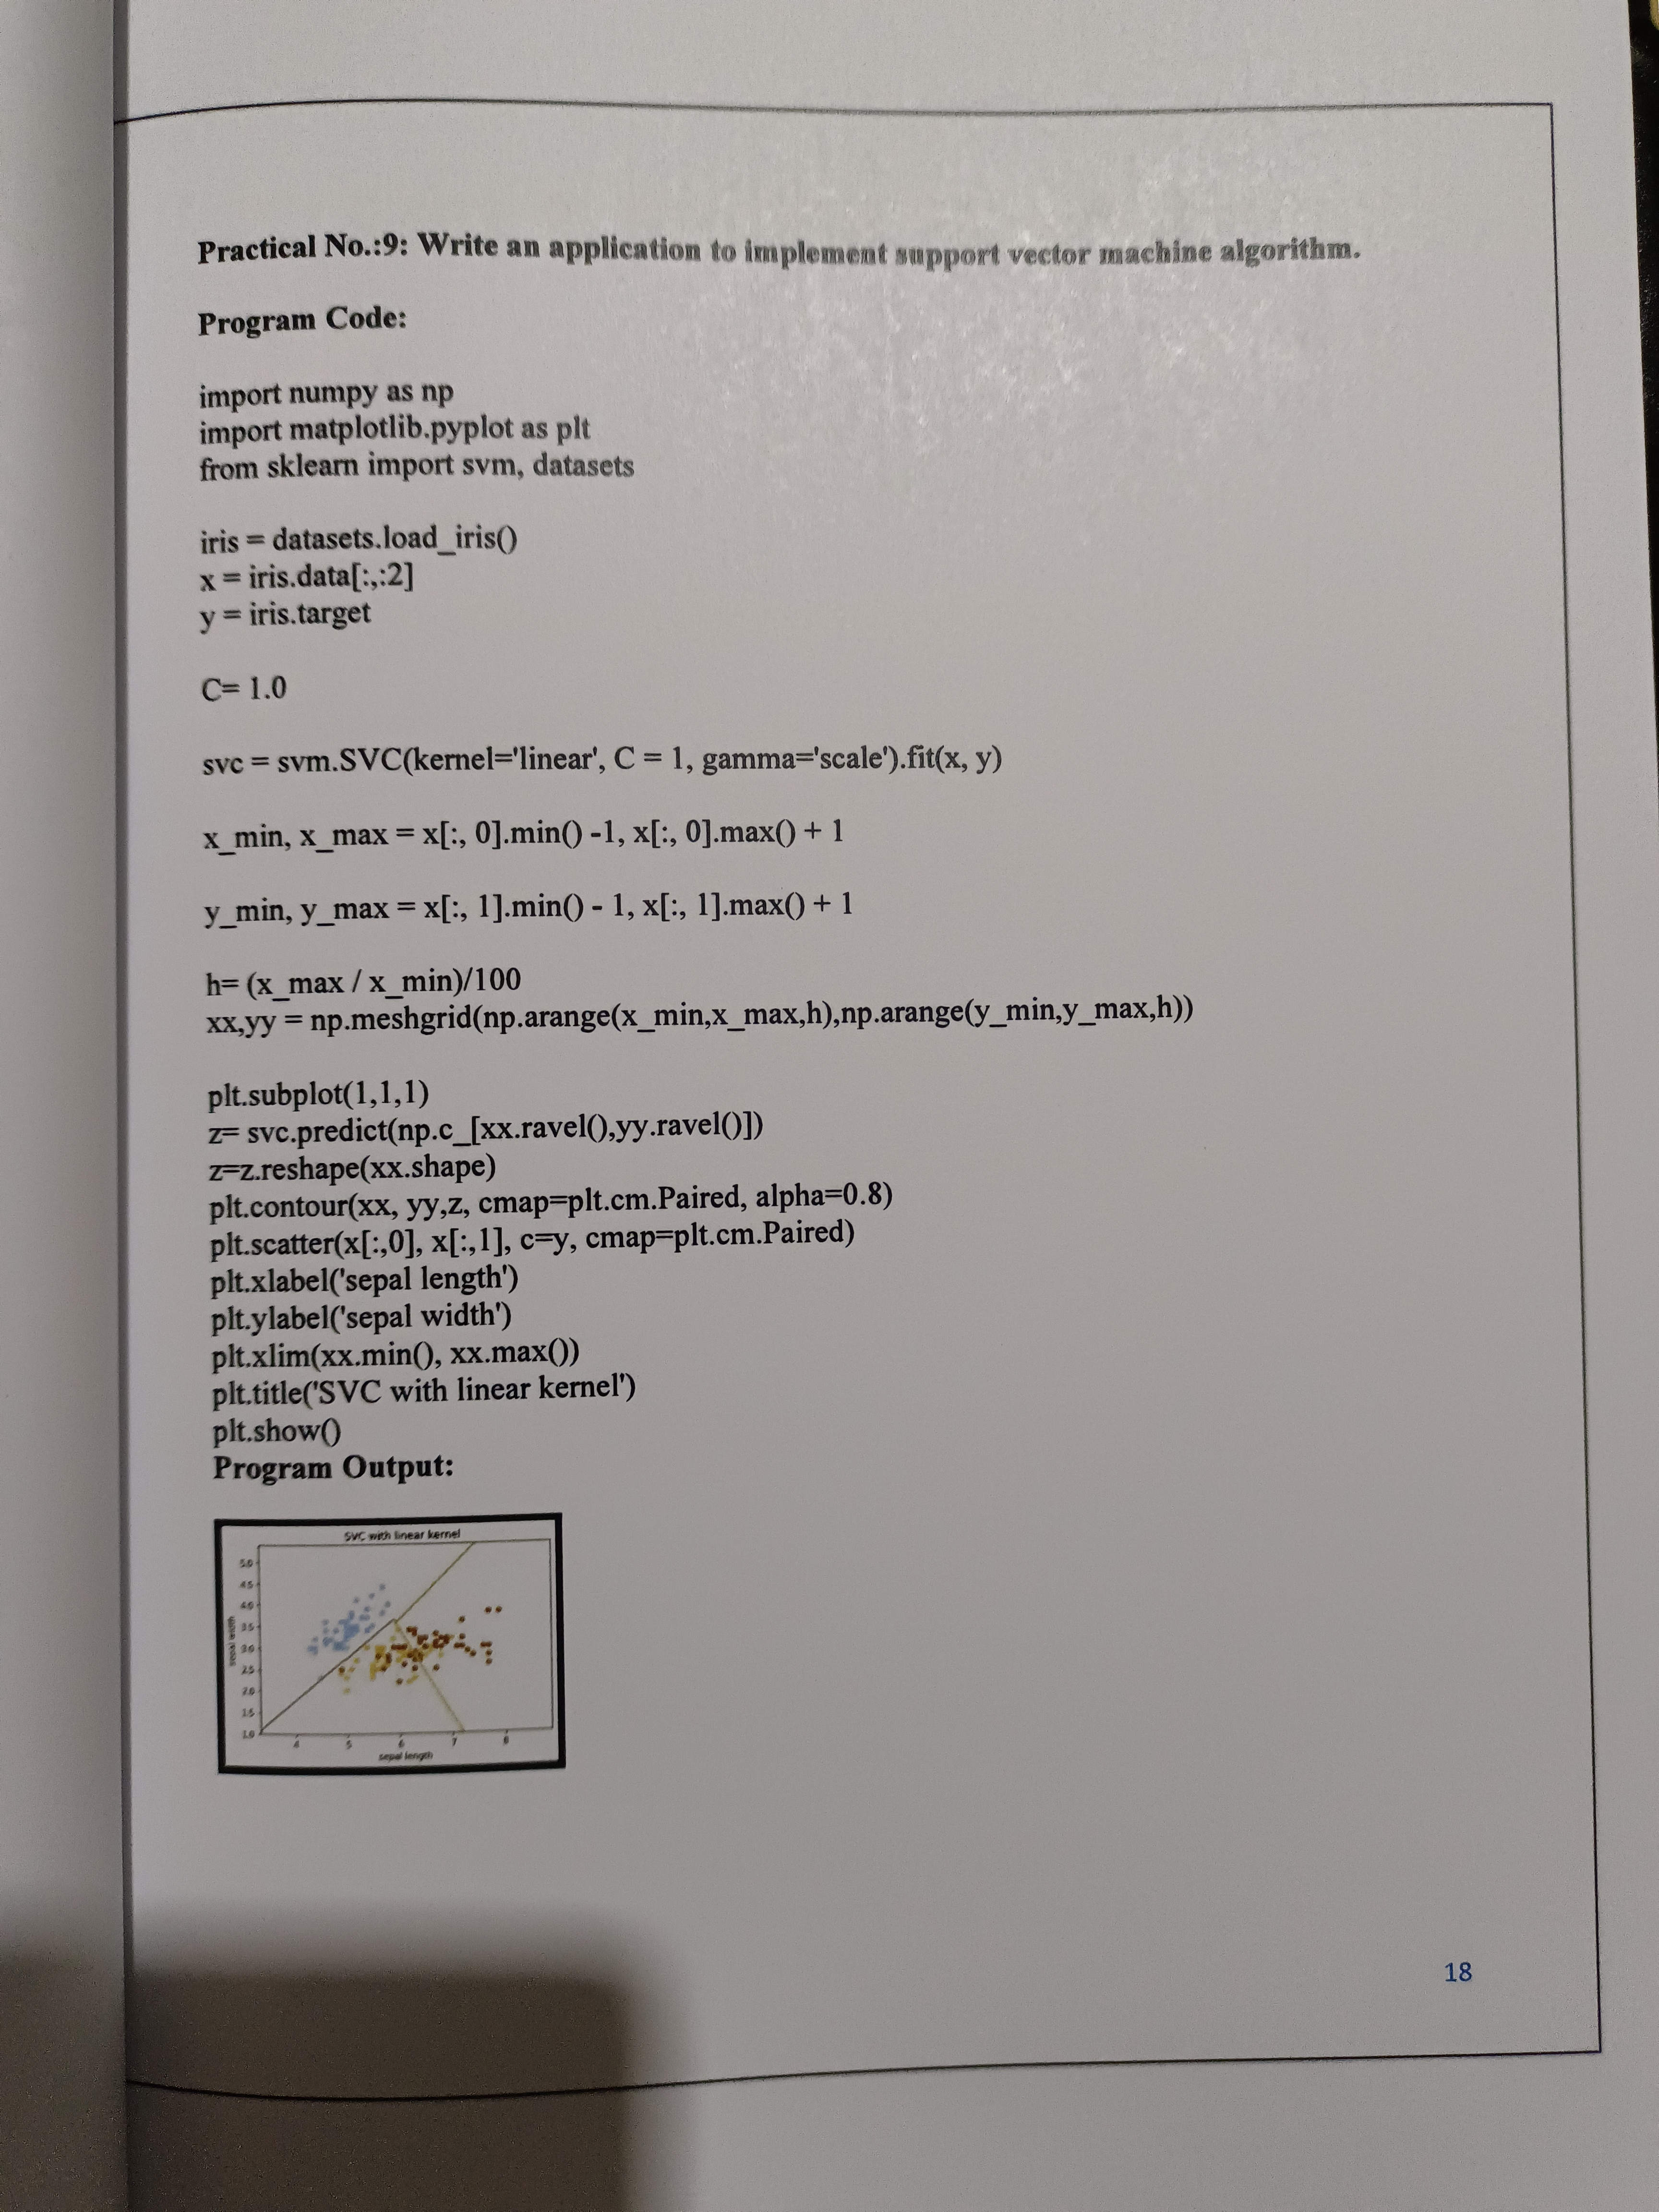 Practical No.:9: Write an application to implement support vector machine algorithm.
Program Code:
import numpy as np
import matplotlib.pyplot as plt
from sklearn import svm, datasets
iris = datasets.load_iris()
x = iris.data[:,:2]
y = iris.target
C= 1.0
svc = svm.SVC(kernel='linear', C = 1, gamma='scale').fit(x, y)
x_min, x_max = x[:, 0].min() -1, x[:, 0].max() + 1
y_min, y_max = x[:, 1].min() - 1, x[:, 1].max() + 1
h= (x_max / x_min)/100
xx,yy = np.meshgrid(np.arange(x_min,x_max,h),np.arange(y_min,y_max,h))
plt.subplot(1,1,1)
z= svc.predict(np.c_[xx.ravel(),yy.ravel()])
z=z.reshape(xx.shape)
plt.contour(xx, yy,z, cmap=plt.cm.Paired, alpha=0.8)
plt.scatter(x[:,0], x[:,1], c=y, cmap=plt.cm.Paired)
plt.xlabel('sepal length')
plt.ylabel('sepal width')
plt.xlim(xx.min(), xx.max())
plt.title('SVC with linear kernel')
plt.show()
Program Output:
SVC with linear kernel
5.0
4.5
4.0
3.5
3.0
2.5
2.0
1.5
1.0
sepal width
4 5 6 7 8
sepal length
18